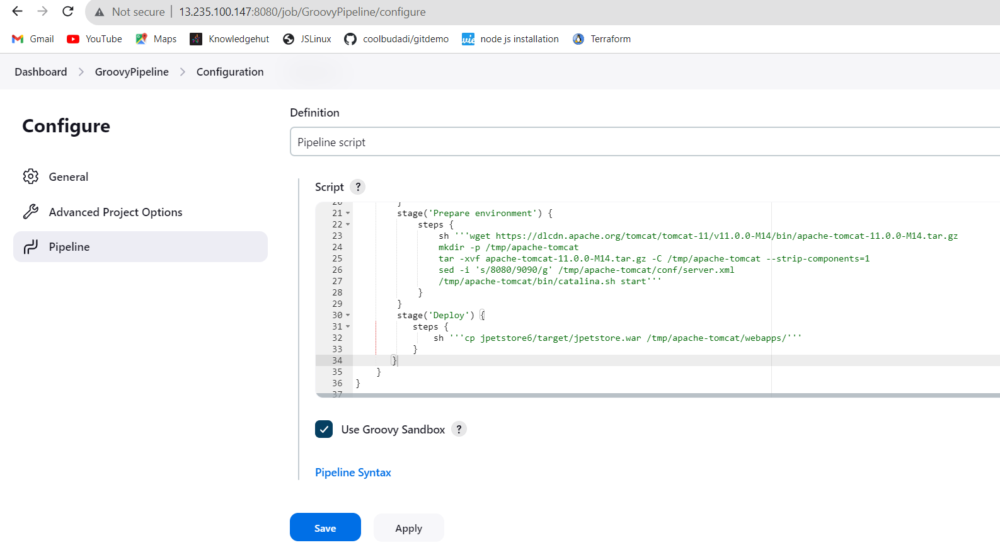 Not secure | 13.235.100.147:8080/job/GroovyPipeline/configure
Gmail YouTube Maps Knowledgehut JSLinux coolbudadi/gitdemo node js installation Terraform
Dashboard > GroovyPipeline > Configuration
Configure
General
Advanced Project Options
Pipeline
Definition
Pipeline script
Script ?
20 }
21 stage('Prepare environment') {
22 steps {
23 sh '''wget https://dlcdn.apache.org/tomcat/tomcat-11/v11.0.0-M14/bin/apache-tomcat-11.0.0-M14.tar.gz
24 mkdir -p /tmp/apache-tomcat
25 tar -xvf apache-tomcat-11.0.0-M14.tar.gz -C /tmp/apache-tomcat --strip-components=1
26 sed -i 's/8080/9090/g' /tmp/apache-tomcat/conf/server.xml
27 /tmp/apache-tomcat/bin/catalina.sh start'''
28 }
29 }
30 stage('Deploy') {
31 steps {
32 sh '''cp jpetstore6/target/jpetstore.war /tmp/apache-tomcat/webapps/'''
33 }
34 }
35 }
36 }
37
Use Groovy Sandbox ?
Pipeline Syntax
Save Apply